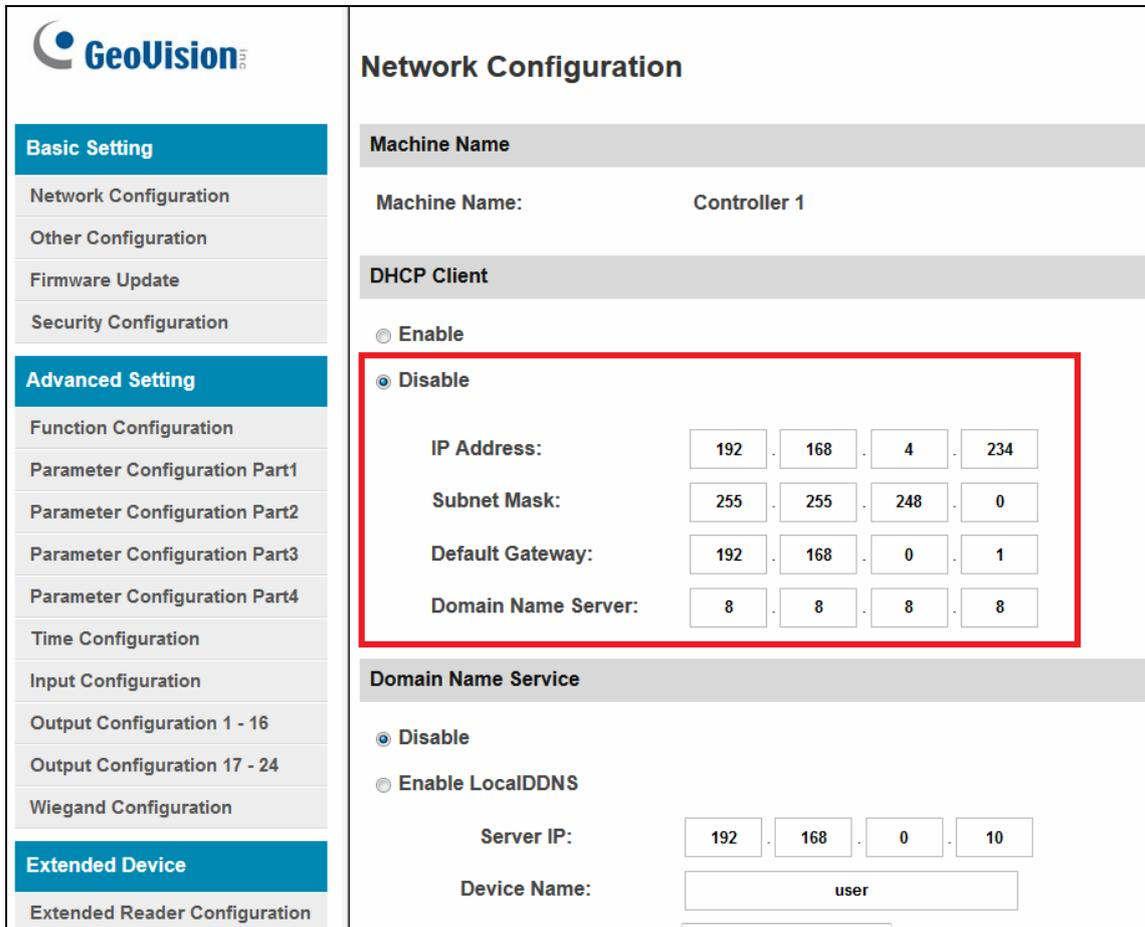 GeoVision inc
Basic Setting
Network Configuration
Other Configuration
Firmware Update
Security Configuration
Advanced Setting
Function Configuration
Parameter Configuration Part1
Parameter Configuration Part2
Parameter Configuration Part3
Parameter Configuration Part4
Time Configuration
Input Configuration
Output Configuration 1 - 16
Output Configuration 17 - 24
Wiegand Configuration
Extended Device
Extended Reader Configuration
Network Configuration
Machine Name
Machine Name: Controller 1
DHCP Client
Enable
Disable
IP Address: 192 . 168 . 4 . 234
Subnet Mask: 255 . 255 . 248 . 0
Default Gateway: 192 . 168 . 0 . 1
Domain Name Server: 8 . 8 . 8 . 8
Domain Name Service
Disable
Enable LocalDDNS
Server IP: 192 . 168 . 0 . 10
Device Name: user